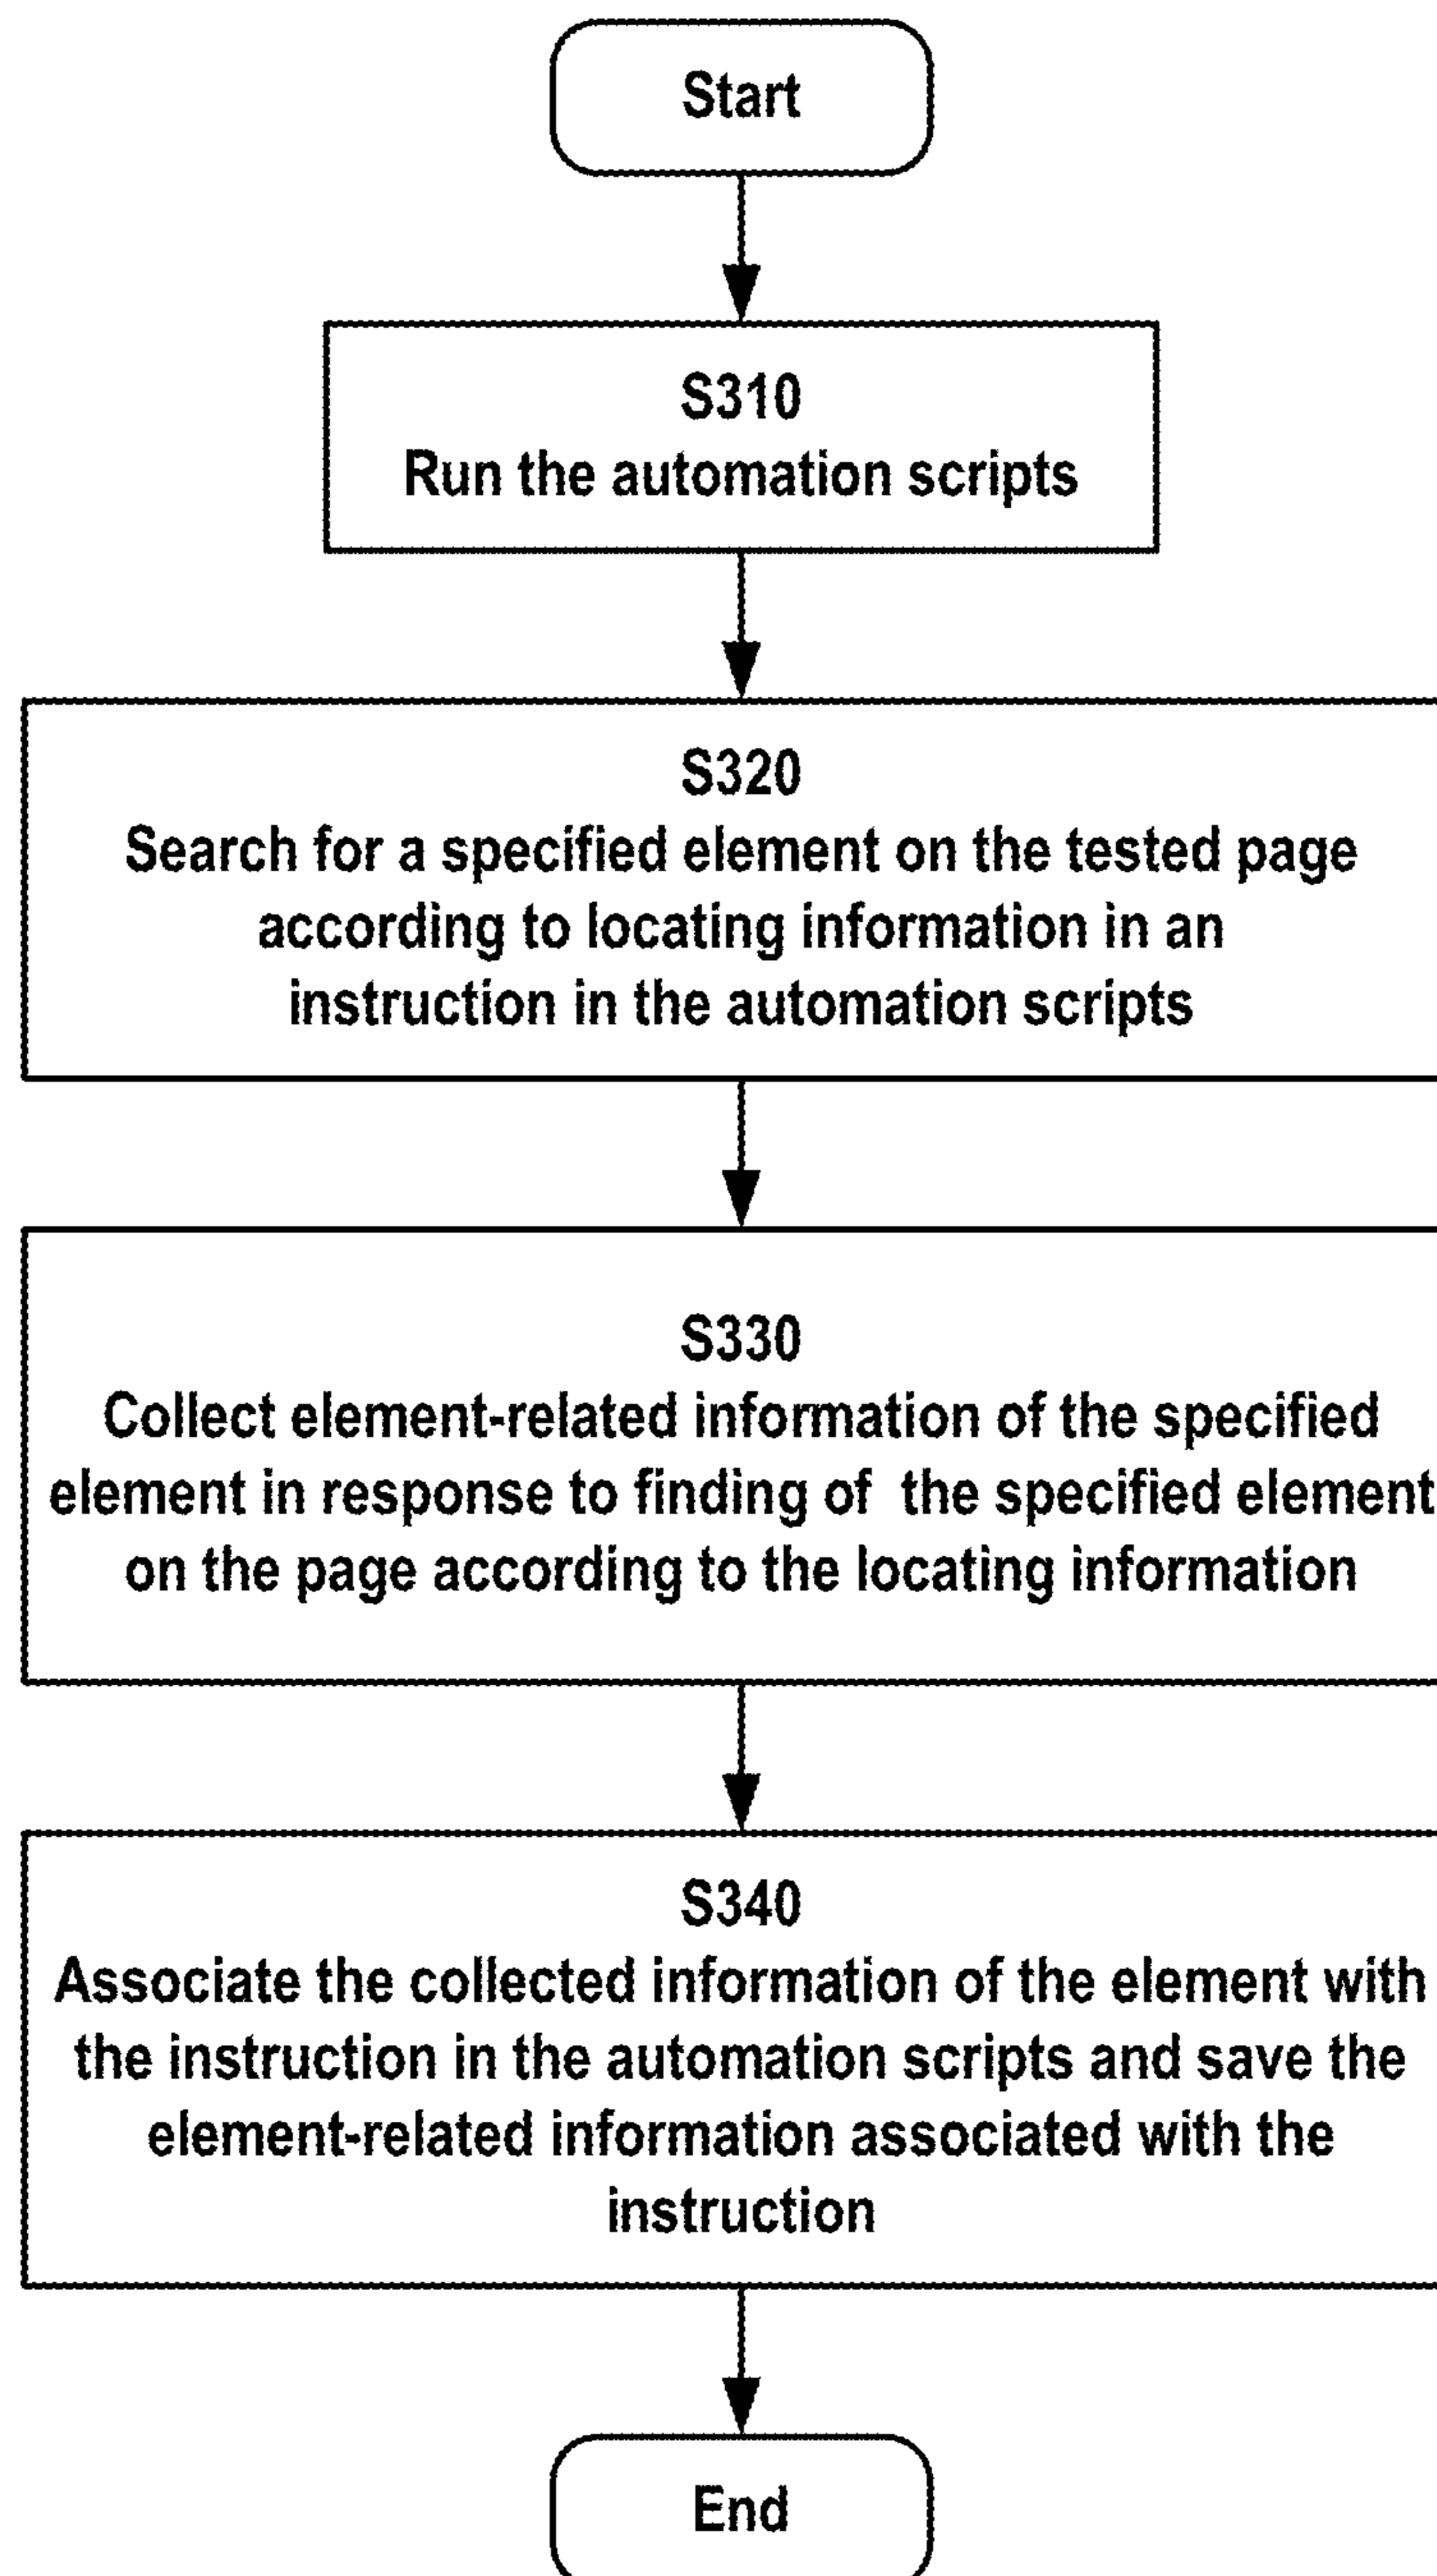 Start
S310
Run the automation scripts
S320
Search for a specified element on the tested page
according to locating information in an
instruction in the automation scripts
S330
Collect element-related information of the specified
element in response to finding of  the specified element
on the page according to the locating information
S340
Associate the collected information of the element with
the instruction in the automation scripts and save the
element-related information associated with the
instruction
End